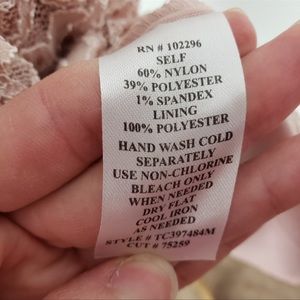 RN # 102296
SELF
60% NYLON
39% POLYESTER
1% SPANDEX
LINING
100% POLYESTER
HAND WASH COLD
SEPARATELY
USE NON-CHLORINE
BLEACH ONLY
WHEN NEEDED
DRY FLAT
COOL IRON
AS NEEDED
STYLE # TC397484M
CUT # 75259